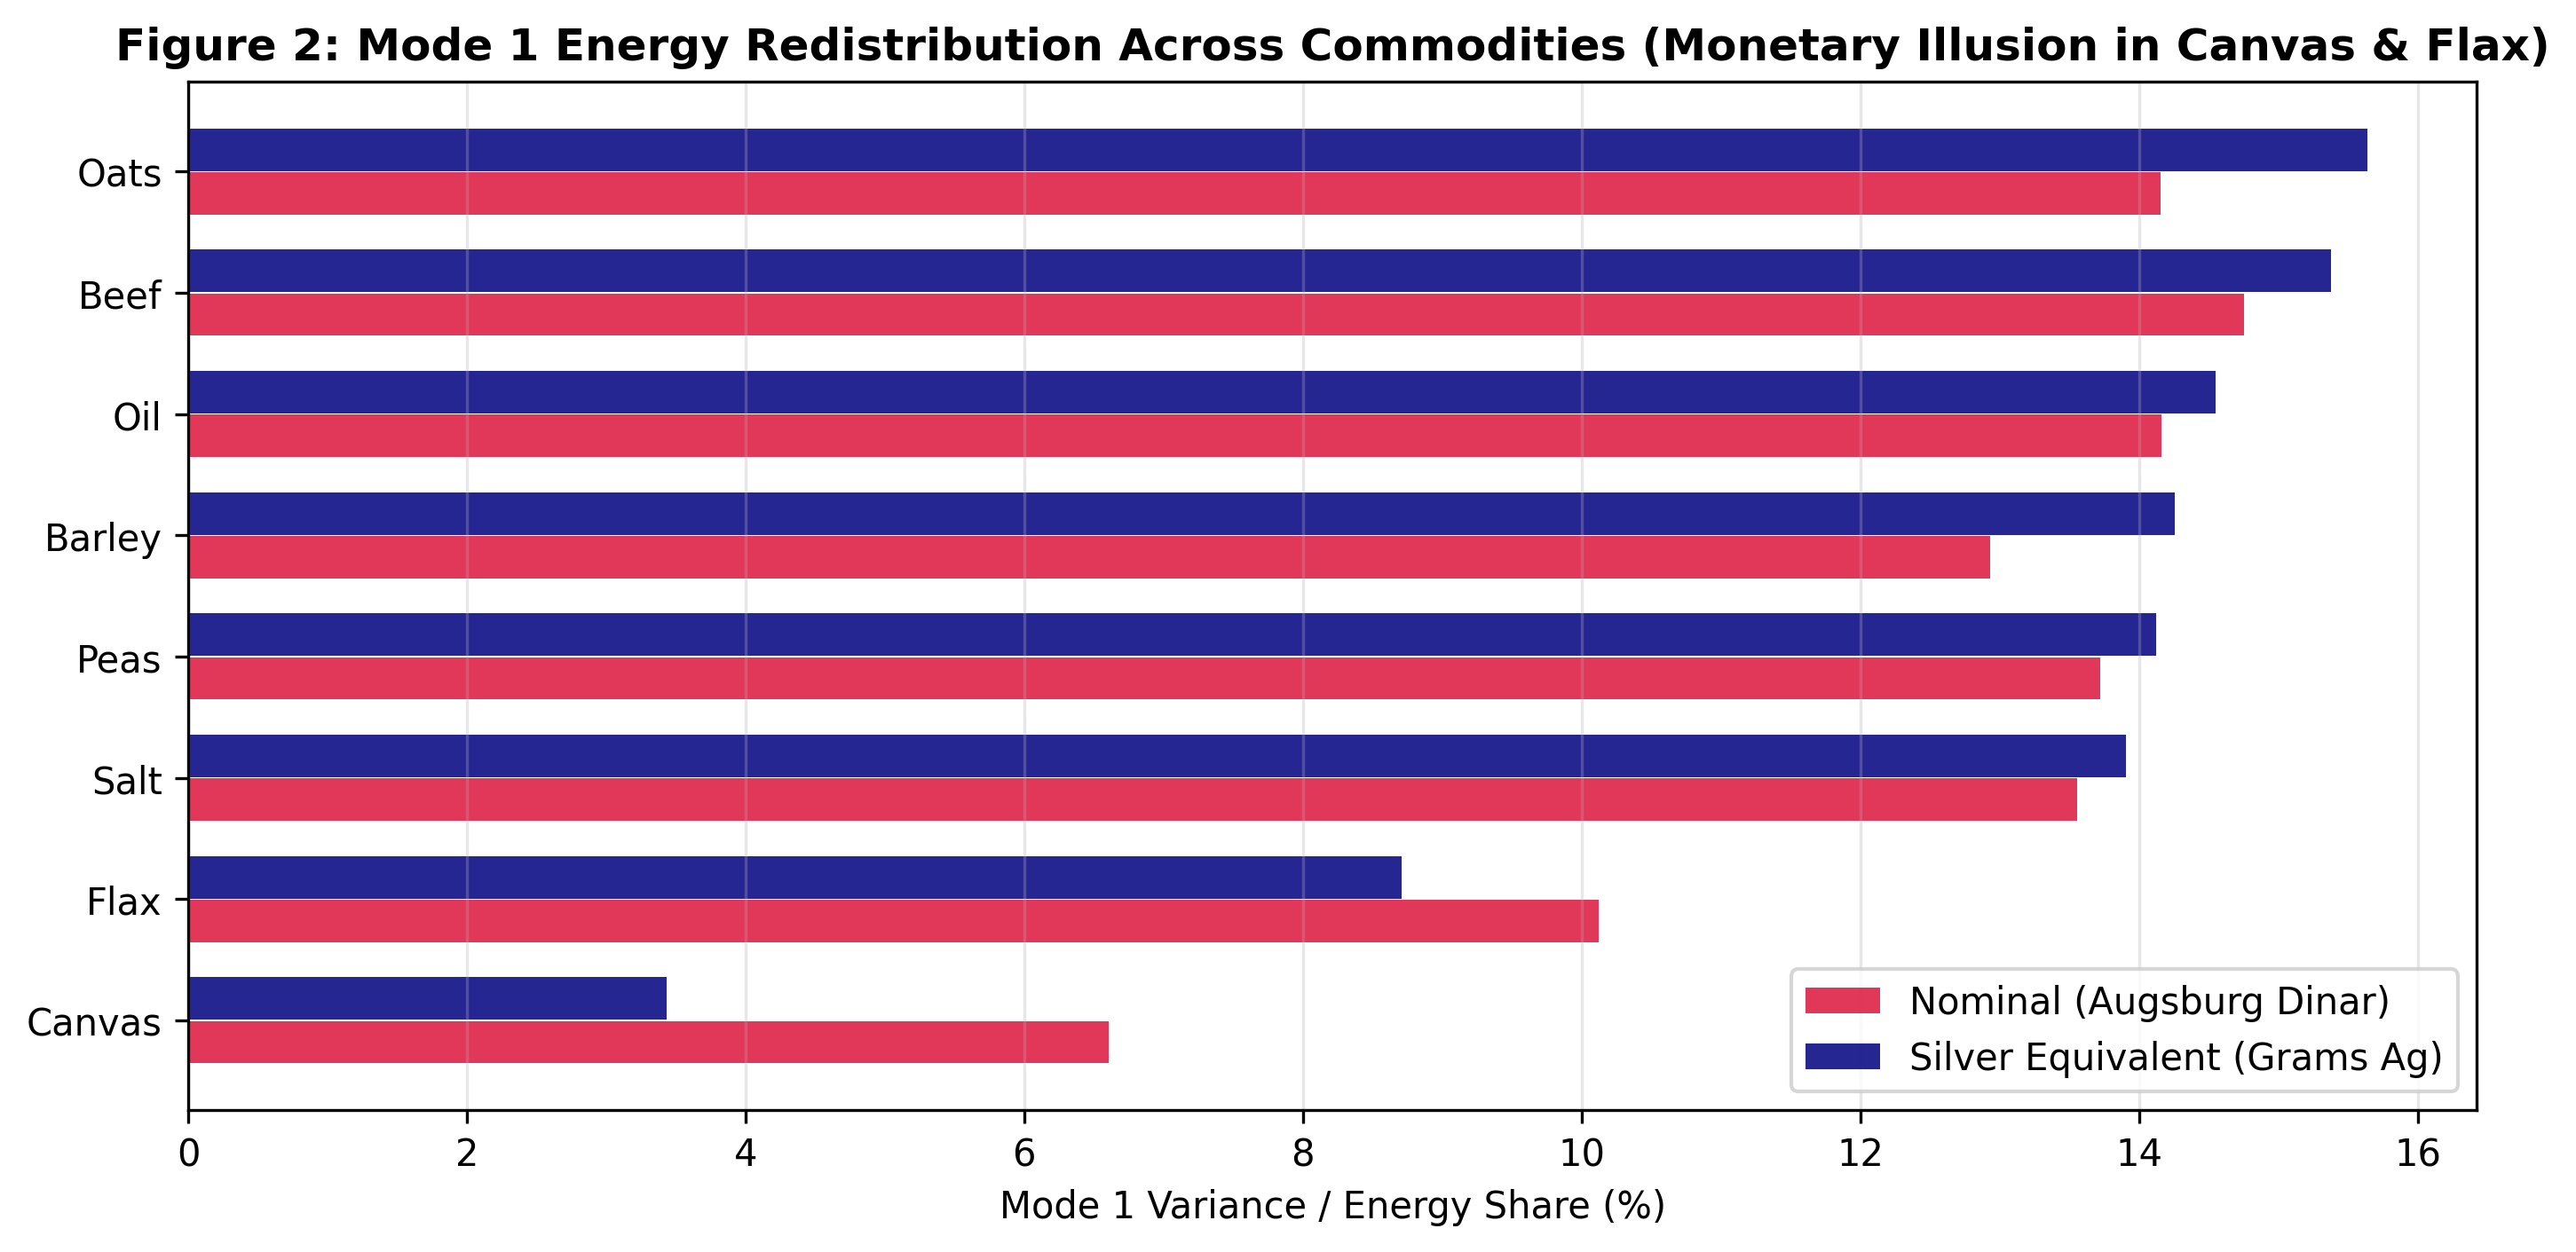 Figure 2: Mode 1 Energy Redistribution Across Commodities (Monetary Illusion in Canvas & Flax)
Oats
Beef
Oil
Barley
Peas
Salt
Flax
Canvas
Nominal (Augsburg Dinar)
Silver Equivalent (Grams Ag)
0 2 4 6 8 10 12 14 16
Mode 1 Variance / Energy Share (%)